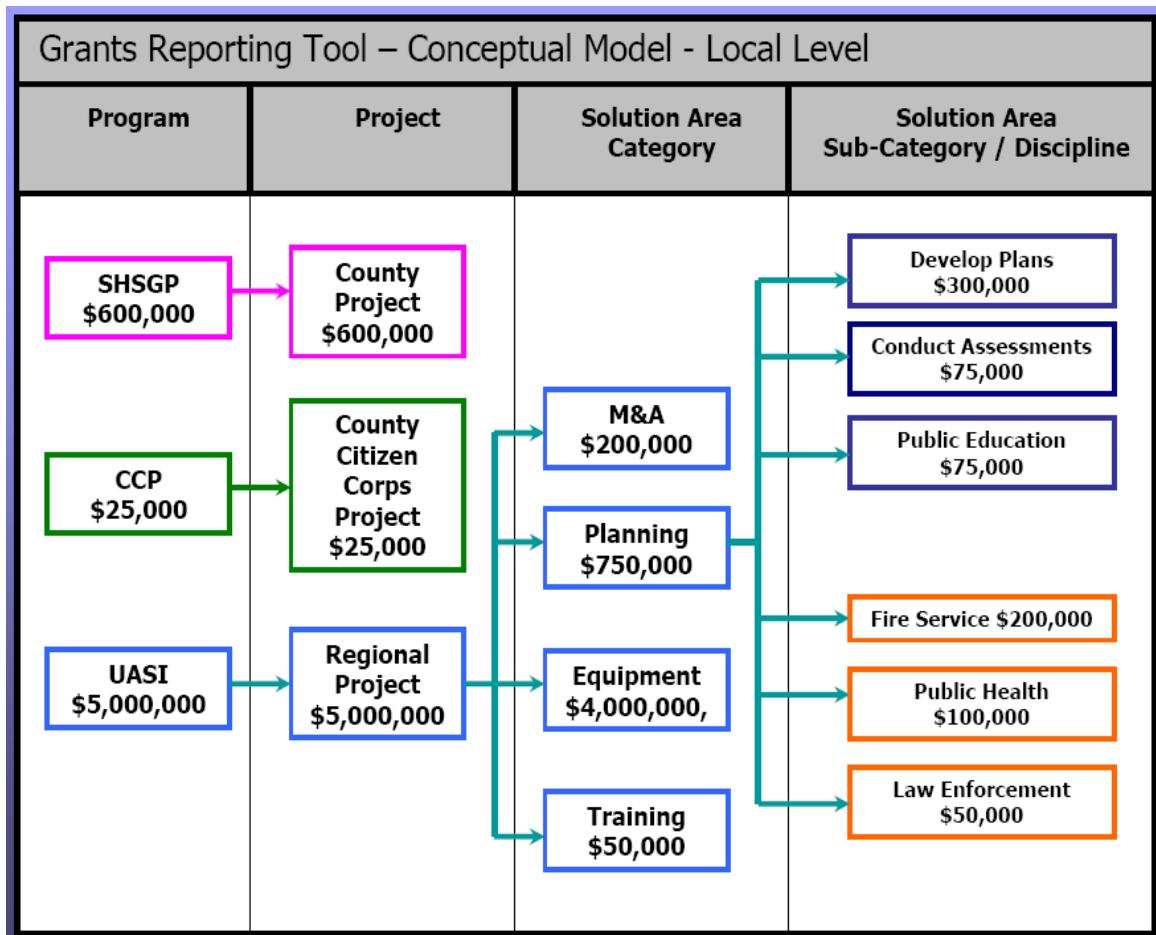 Grants Reporting Tool – Conceptual Model - Local Level
Program
Project
Solution Area
Category
Solution Area
Sub-Category / Discipline
SHSGP
$600,000
County
Project
$600,000
CCP
$25,000
County
Citizen
Corps
Project
$25,000
UASI
$5,000,000
Regional
Project
$5,000,000
M&A
$200,000
Planning
$750,000
Equipment
$4,000,000,
Training
$50,000
Develop Plans
$300,000
Conduct Assessments
$75,000
Public Education
$75,000
Fire Service $200,000
Public Health
$100,000
Law Enforcement
$50,000